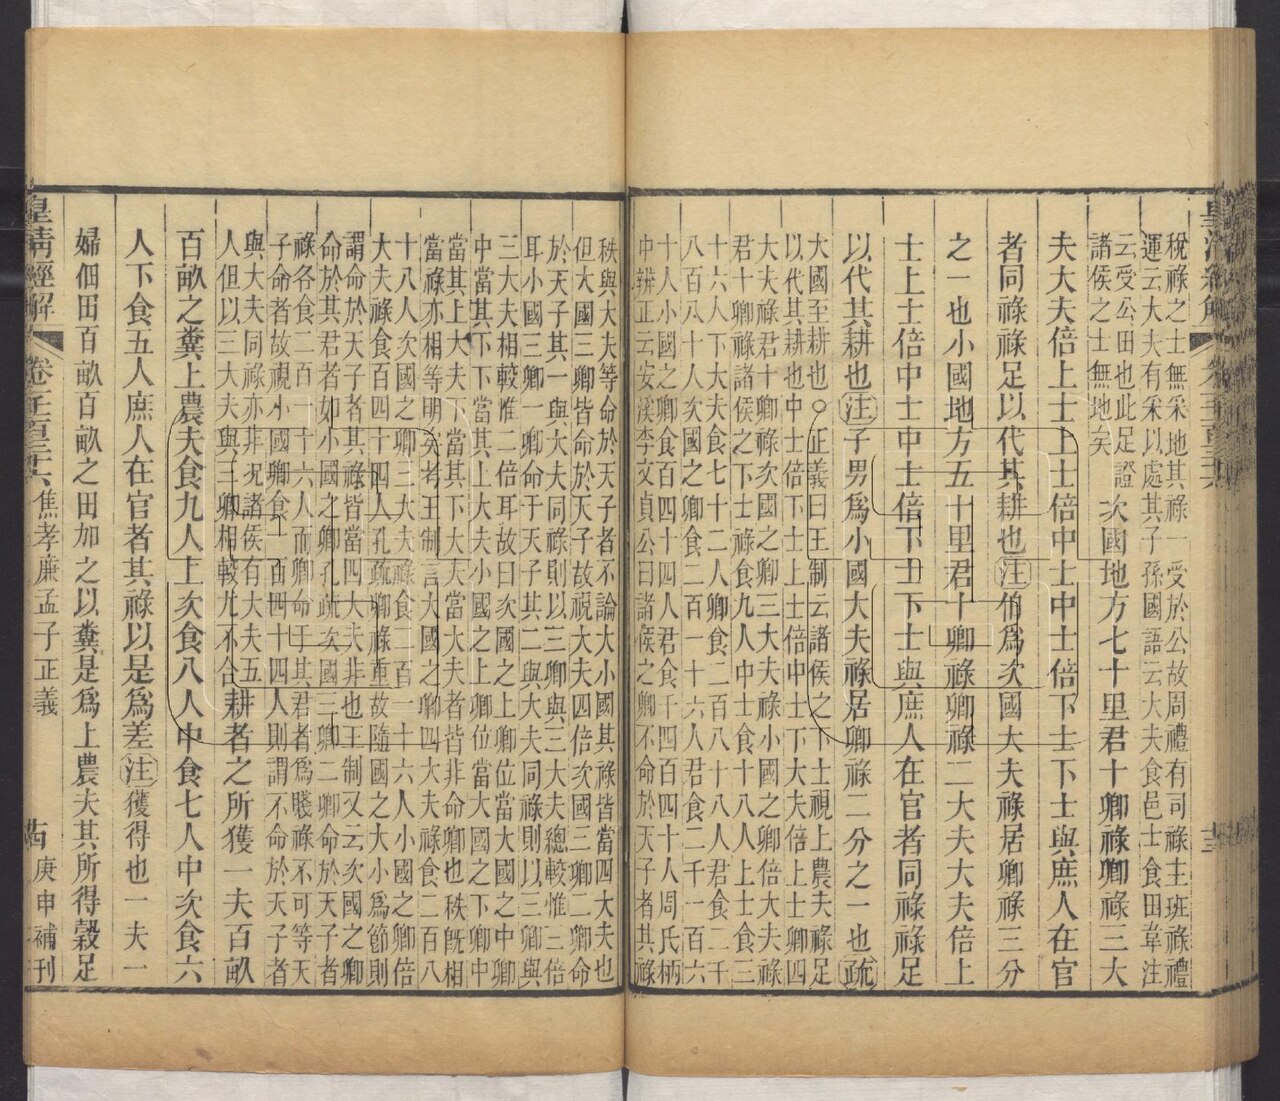 皇清經解
稅祿之士無采地其祿一受於公故周禮有司祿主班祿禮
運云大夫有采以處其子孫國語云大夫食邑士食田韋注
云受公田也此足證
諸侯之士無地矣
次國地方七十里君十卿祿卿祿三大
夫大夫倍上士上士倍中士中士倍下士下士與庶人在官
者同祿祿足以代其耕也注伯爲次國大夫祿居卿祿三分
之一也小國地方五十里君十卿祿卿祿二大夫大夫倍上
士上士倍中士中士倍下士下士與庶人在官者同祿祿足
以代其耕也注子男爲小國大夫祿居卿祿二分之一也疏
大國至耕也○正義曰王制云諸侯之下士視上農夫祿足
以代其耕也中士倍下士上士倍中士下大夫倍上士卿四
大夫祿君十卿祿次國之卿三大夫祿小國之卿倍大夫祿
君十卿祿諸侯之下士祿食九人中士食十八人上士食三
十六人下大夫食七十二人卿食二百八十八人君食二千
八百八十人次國之卿食二百一十六人君食二千一百六
十人小國之卿食百四十四人君食千四百四十人周氏柄
中辨正云安溪李文貞公曰諸侯之卿不命於天子者其祿
秩與大夫等命於天子者不論大小國其祿皆當四大夫也
但大國三卿皆命於天子故視大夫四倍次國三卿二卿命
於天子其一與大夫同祿則以三卿與三大夫總較惟三倍
耳小國三卿一卿命于天子其二與大夫同祿則以三卿與
三大夫相較惟二倍耳故曰次國之上卿位當大國之中卿
中當其下下當其上大夫小國之上卿位當大國之下卿中
當其上大夫下當其下大夫當大夫者皆非命卿也秩旣相
當祿亦相等明矣考王制言大國之卿四大夫祿食二百八
十八人次國之卿三大夫祿食二百一十六人小國之卿倍
大夫祿食百四十四人孔疏卿祿重故隨國之大小爲節則
謂命於天子者其祿皆當四大夫非也王制又云次國之卿
命於其君者如小國之卿孔疏次國三卿二卿命於天子者
祿各食二百一十六人而卿命于其君者爲賤祿不可等天
子命者故視小國卿食一百四十四人則謂不命於天子者
與大夫同祿亦非況諸侯有大夫五
人但以三大夫與三卿相較尤不合
耕者之所獲一夫百畝
百畝之糞上農夫食九人上次食八人中食七人中次食六
人下食五人庶人在官者其祿以是爲差注獲得也一夫一
婦佃田百畝百畝之田加之以糞是爲上農夫其所得穀足
皇清經解 焦孝廉孟子正義 庚申補刊